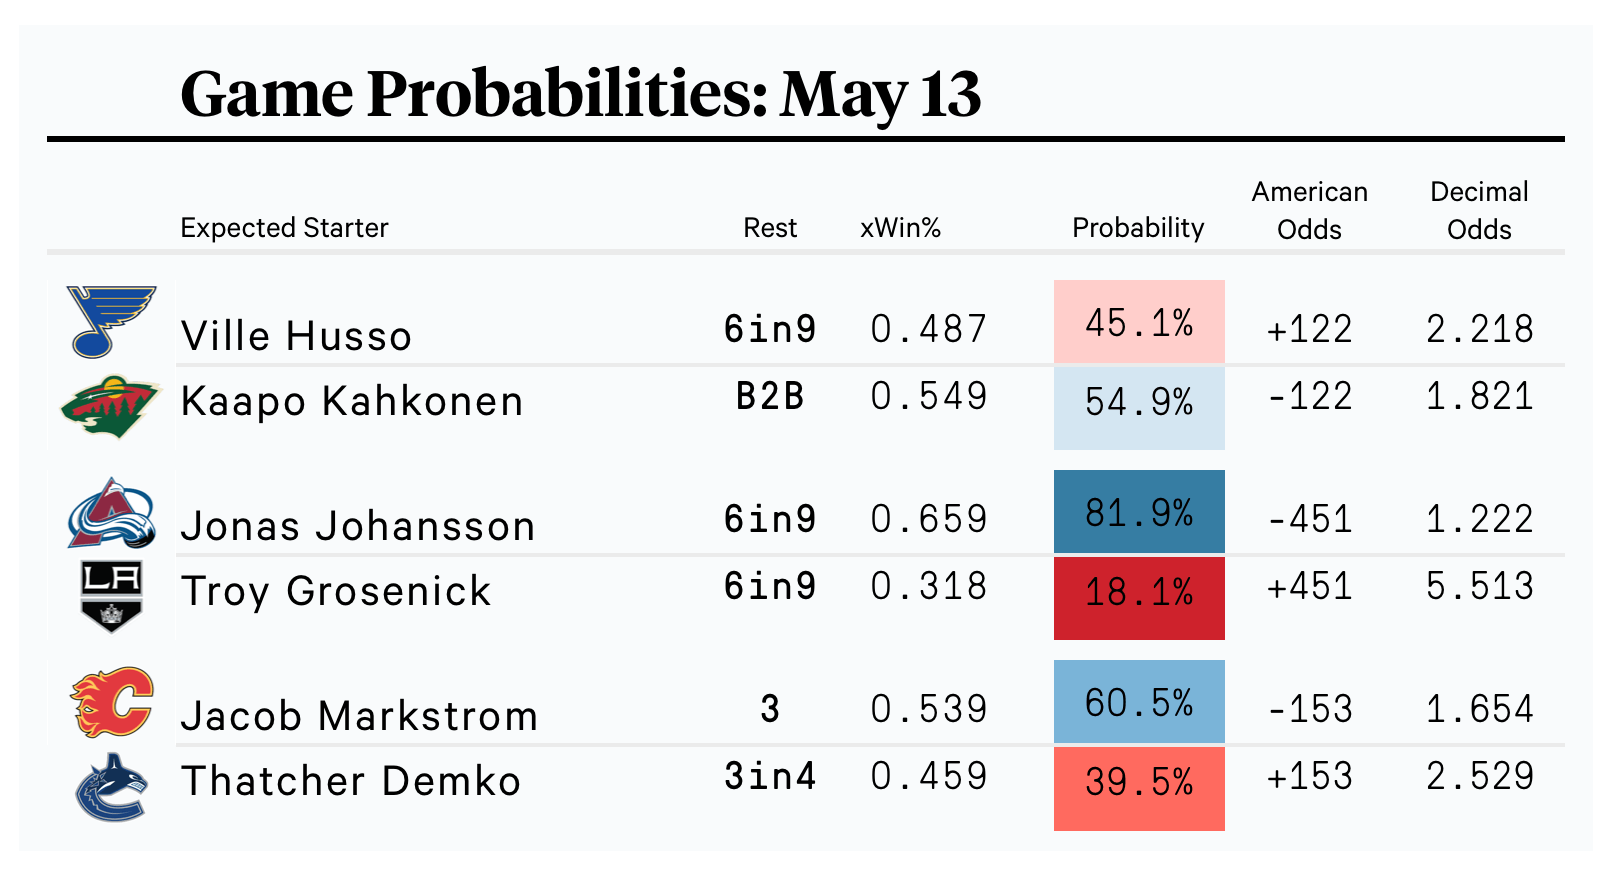 Game Probabilities: May 13
Expected Starter Rest xWin% Probability American Odds Decimal Odds
Ville Husso 6in9 0.487 45.1% +122 2.218
Kaapo Kahkonen B2B 0.549 54.9% -122 1.821
Jonas Johansson 6in9 0.659 81.9% -451 1.222
LA
Troy Grosenick 6in9 0.318 18.1% +451 5.513
Jacob Markstrom 3 0.539 60.5% -153 1.654
Thatcher Demko 3in4 0.459 39.5% +153 2.529